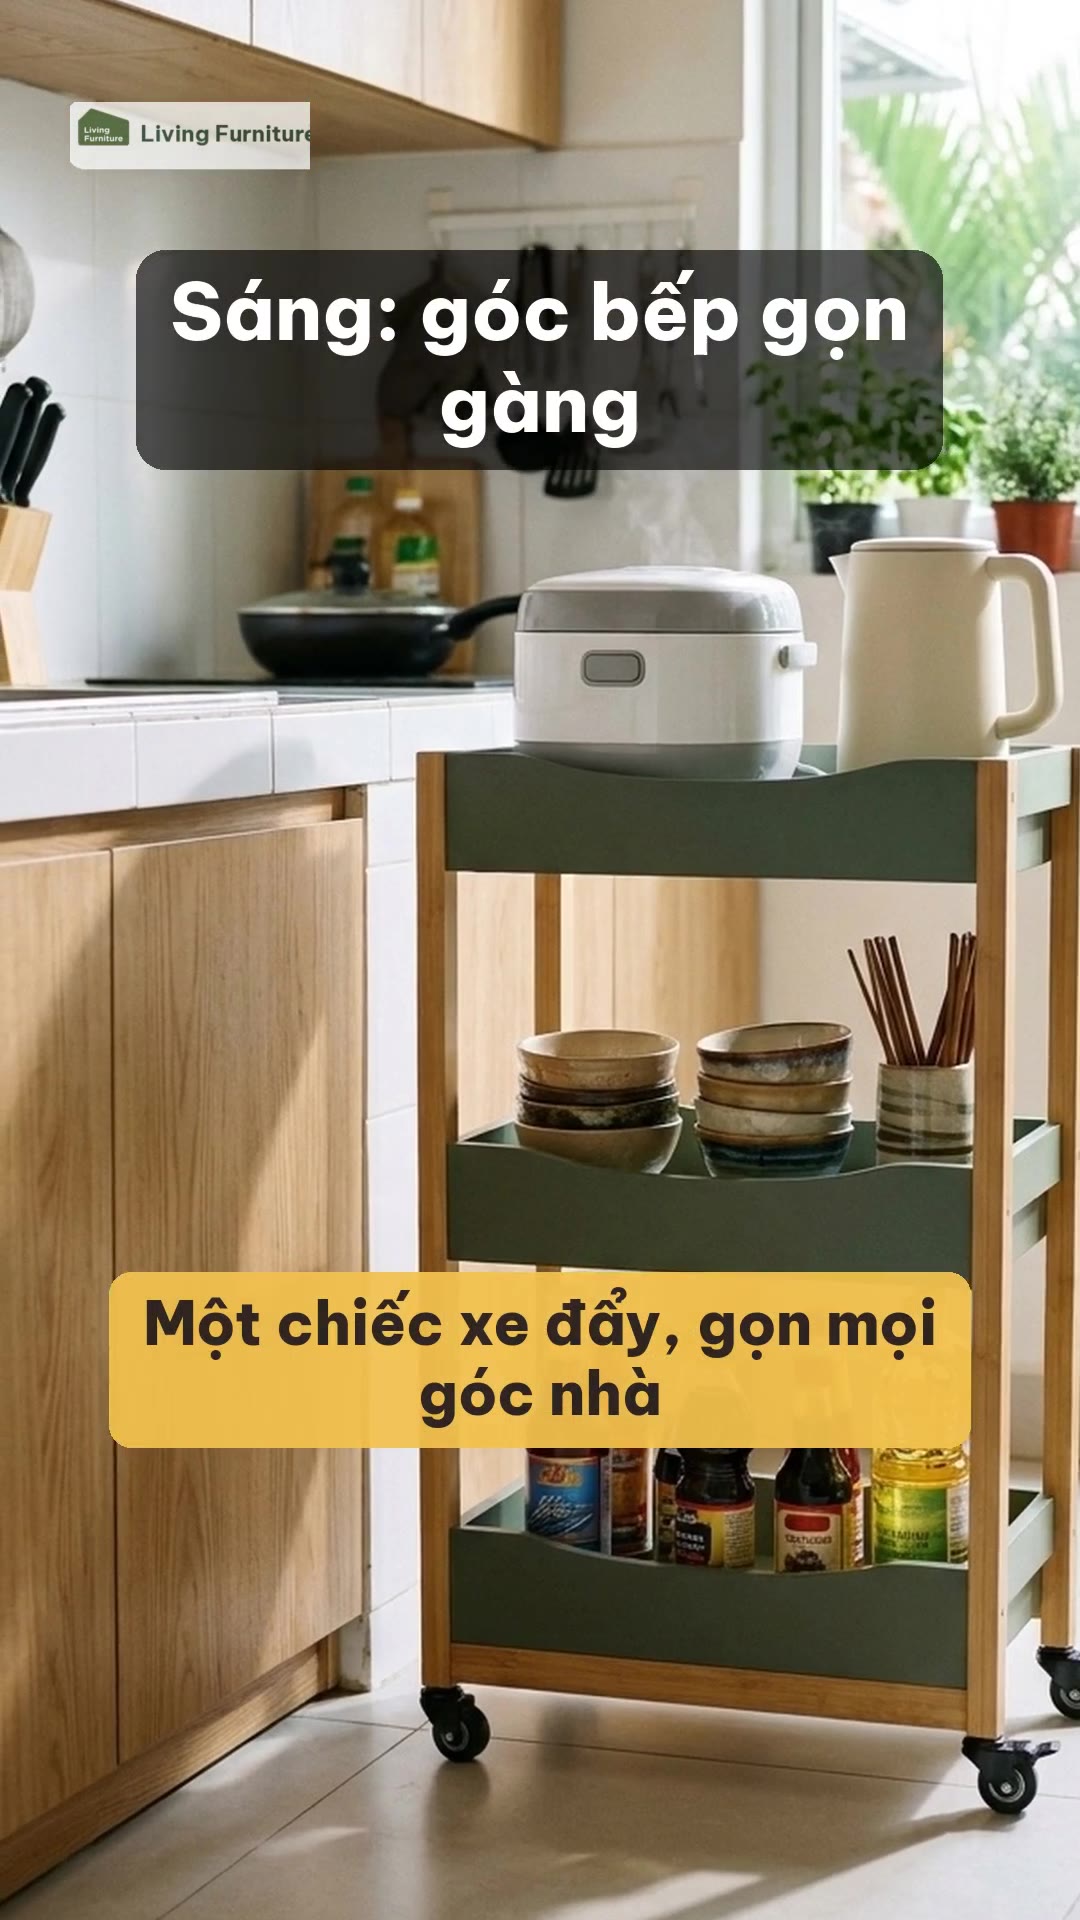 Living
Furniture
Living Furniture
Sáng: góc bếp gọn
gàng
Một chiếc xe đẩy, gọn mọi
góc nhà